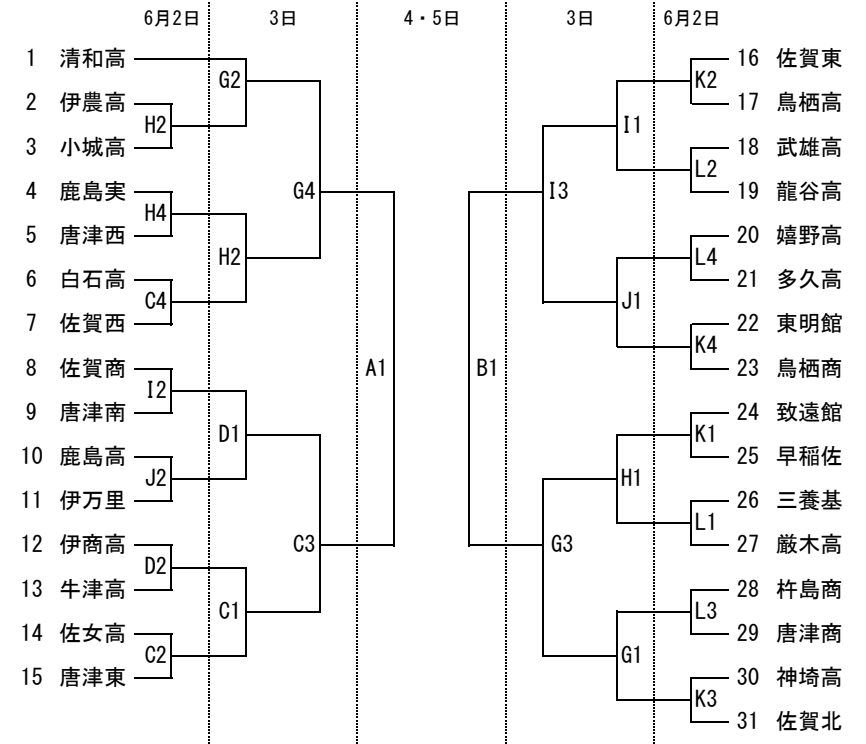 6月2日 3日 4・5日 3日 6月2日
1 清和高
2 伊農高
3 小城高
4 鹿島実
5 唐津西
6 白石高
7 佐賀西
8 佐賀商
9 唐津南
10 鹿島高
11 伊万里
12 伊商高
13 牛津高
14 佐女高
15 唐津東
H2
H4
C4
I2
J2
D2
C2
G2
H2
D1
C1
G4
C3
A1
B1
I3
G3
I1
J1
H1
G1
K2
L2
L4
K4
K1
L1
L3
K3
16 佐賀東
17 鳥栖高
18 武雄高
19 龍谷高
20 嬉野高
21 多久高
22 東明館
23 鳥栖商
24 致遠館
25 早稲佐
26 三養基
27 厳木高
28 杵島商
29 唐津商
30 神埼高
31 佐賀北